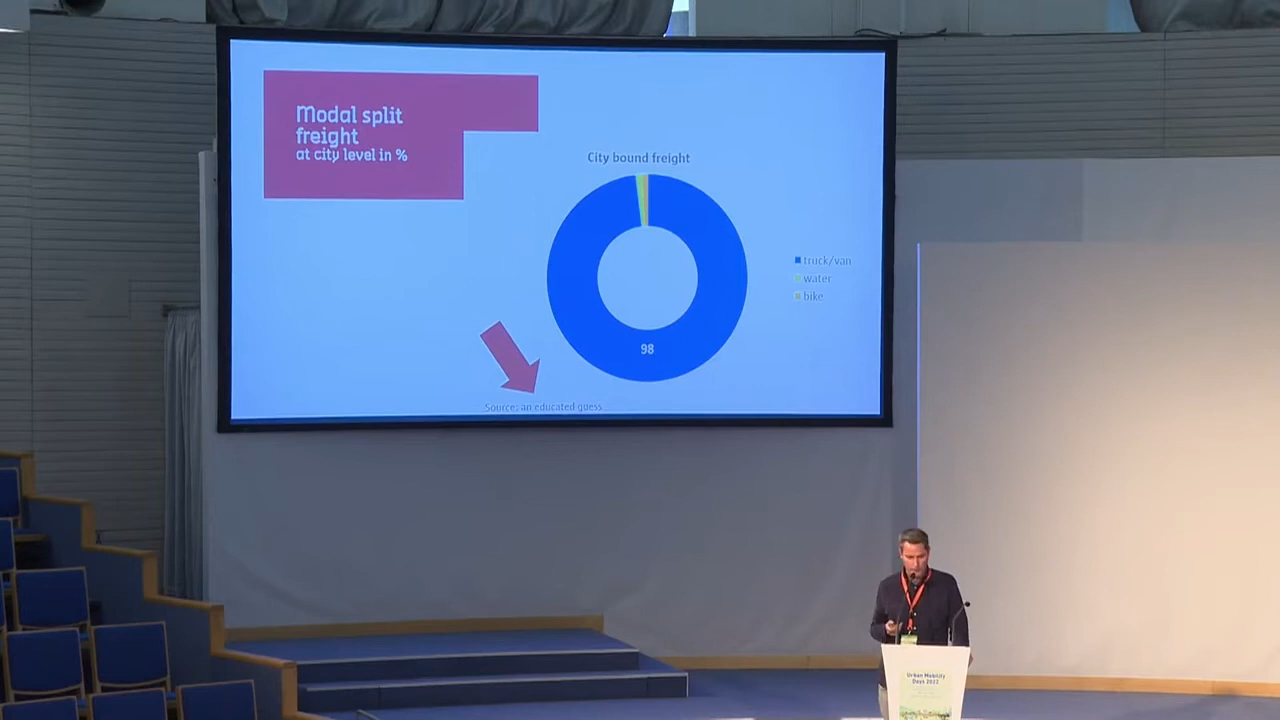 Modal split
freight
at city level in %
City bound freight
truck/van
water
bike
98
Source: an educated guess
Urban Mobility
Days 2022